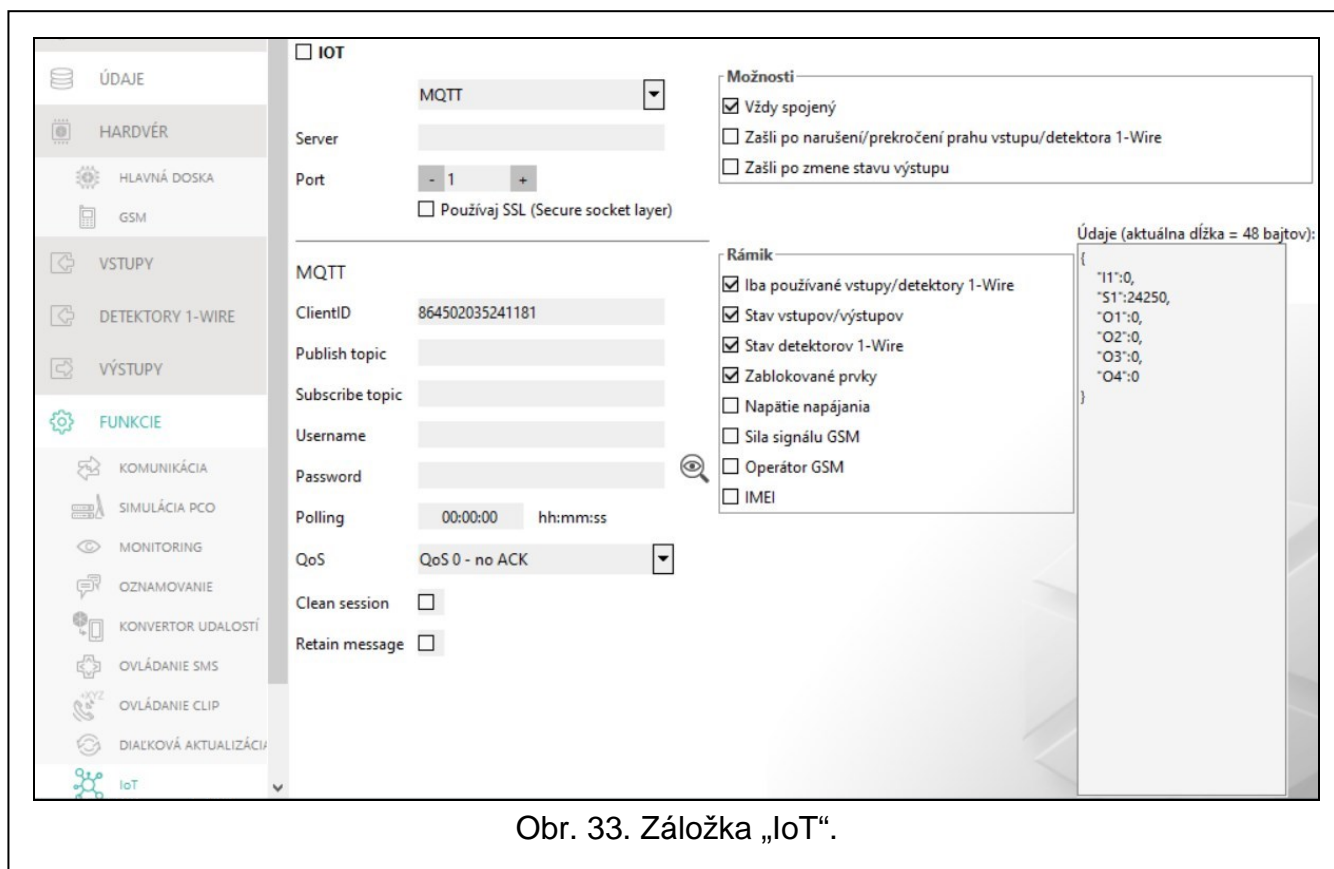 ÚDAJE
HARDVÉR
HLAVNÁ DOSKA
GSM
VSTUPY
DETEKTORY 1-WIRE
VÝSTUPY
FUNKCIE
KOMUNIKÁCIA
SIMULÁCIA PCO
MONITORING
OZNAMOVANIE
KONVERTOR UDALOSTÍ
OVLÁDANIE SMS
+XYZ
OVLÁDANIE CLIP
DIAĽKOVÁ AKTUALIZÁCIA
IoT
IOT
MQTT
Server
Port - 1 +
Používaj SSL (Secure socket layer)
MQTT
ClientID 864502035241181
Publish topic
Subscribe topic
Username
Password
Polling 00:00:00 hh:mm:ss
QoS QoS 0 - no ACK
Clean session
Retain message
Možnosti
Vždy spojený
Zašli po narušení/prekročení prahu vstupu/detektora 1-Wire
Zašli po zmene stavu výstupu
Rámik
Iba používané vstupy/detektory 1-Wire
Stav vstupov/výstupov
Stav detektorov 1-Wire
Zablokované prvky
Napätie napájania
Sila signálu GSM
Operátor GSM
IMEI
Údaje (aktuálna dĺžka = 48 bajtov):
{
"I1":0,
"S1":24250,
"O1":0,
"O2":0,
"O3":0,
"O4":0
}
Obr. 33. Záložka „IoT“.